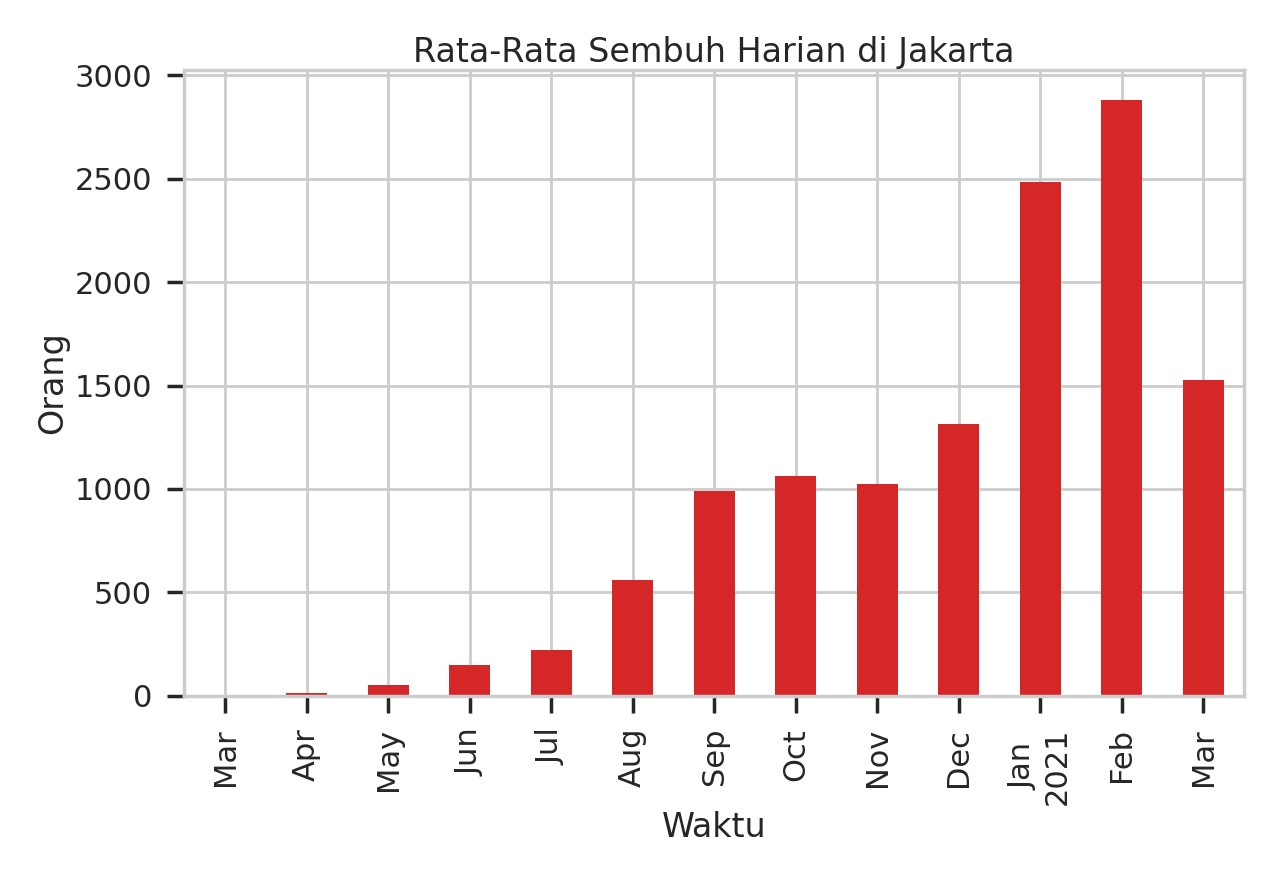 Rata-Rata Sembuh Harian di Jakarta
3000
2500
2000
1500
1000
500
0
Orang
Mar
Apr
May
Jun
Jul
Aug
Sep
Oct
Nov
Dec
Jan
2021
Feb
Mar
Waktu